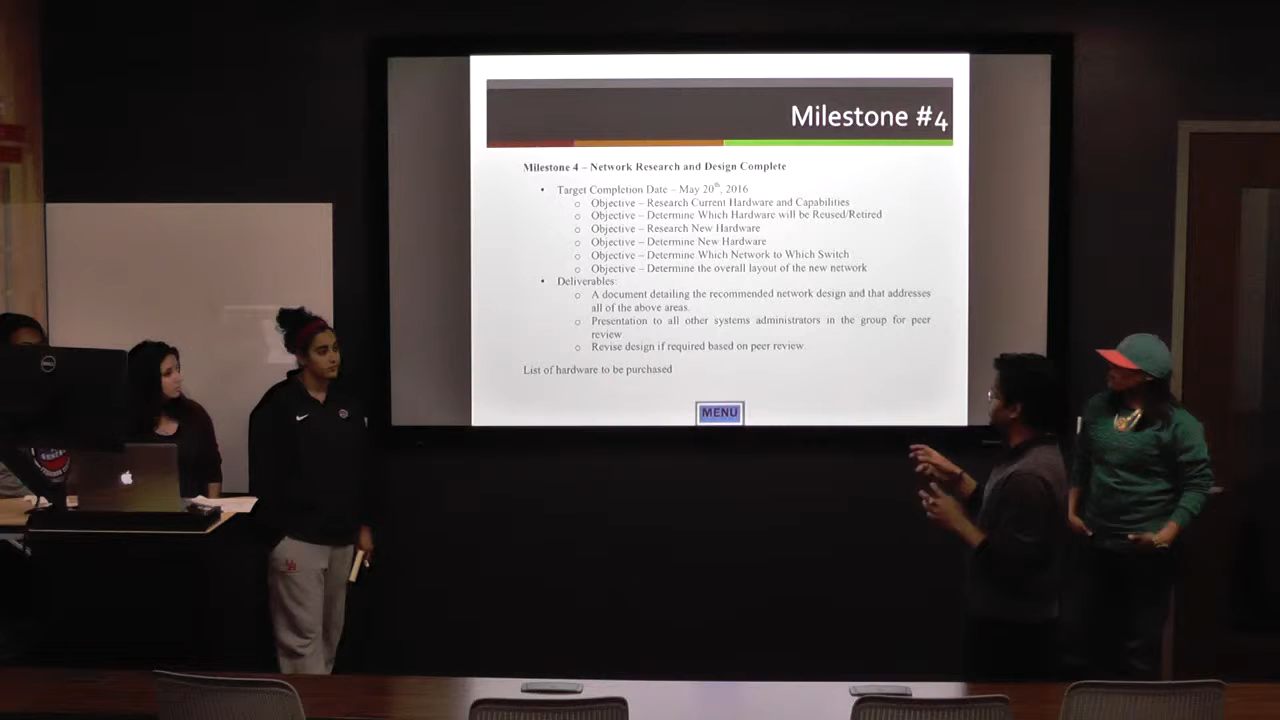 Milestone #4
Milestone 4 – Network Research and Design Complete
• Target Completion Date – May 20th, 2016
o Objective – Research Current Hardware and Capabilities
o Objective – Determine Which Hardware will be Reused/Retired
o Objective – Research New Hardware
o Objective – Determine New Hardware
o Objective – Determine Which Network to Which Switch
o Objective – Determine the overall layout of the new network
• Deliverables:
o A document detailing the recommended network design and that addresses
all of the above areas.
o Presentation to all other systems administrators in the group for peer
review
o Revise design if required based on peer review.
List of hardware to be purchased
MENU
DELL